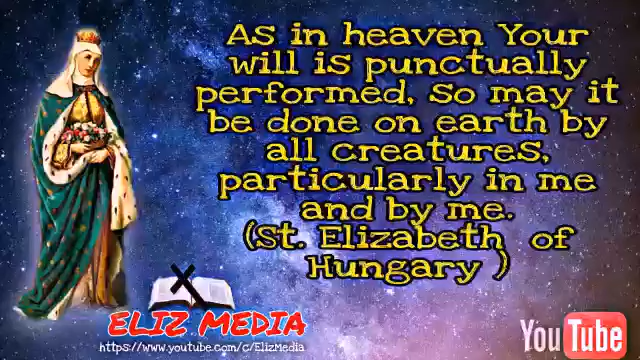 As in heaven Your
will is punctually
performed, so may it
be done on earth by
all creatures,
particularly in me
and by me.
(St. Elizabeth of
Hungary )
ELIZ MEDIA
https://www.youtube.com/c/ElizMedia
YouTube